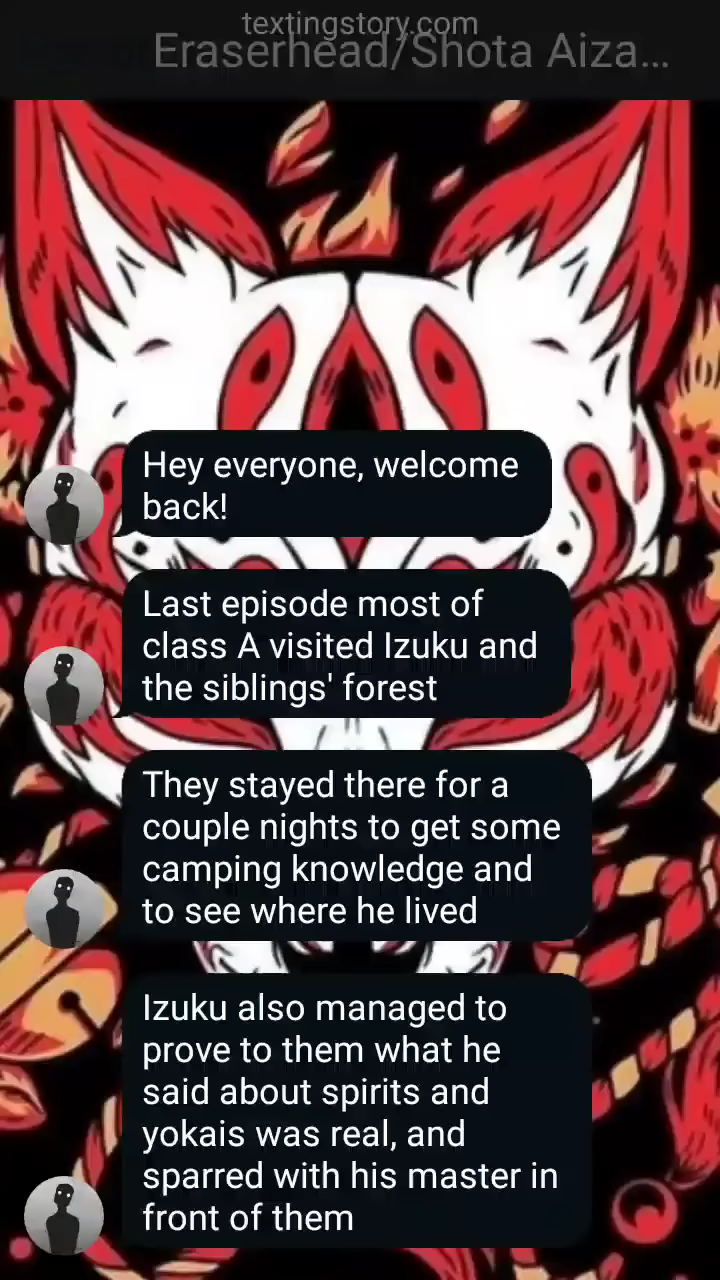 textingstory.com
Eraserhead/Shota Aiza...
Hey everyone, welcome
back!
Last episode most of
class A visited Izuku and
the siblings' forest
They stayed there for a
couple nights to get some
camping knowledge and
to see where he lived
Izuku also managed to
prove to them what he
said about spirits and
yokais was real, and
sparred with his master in
front of them